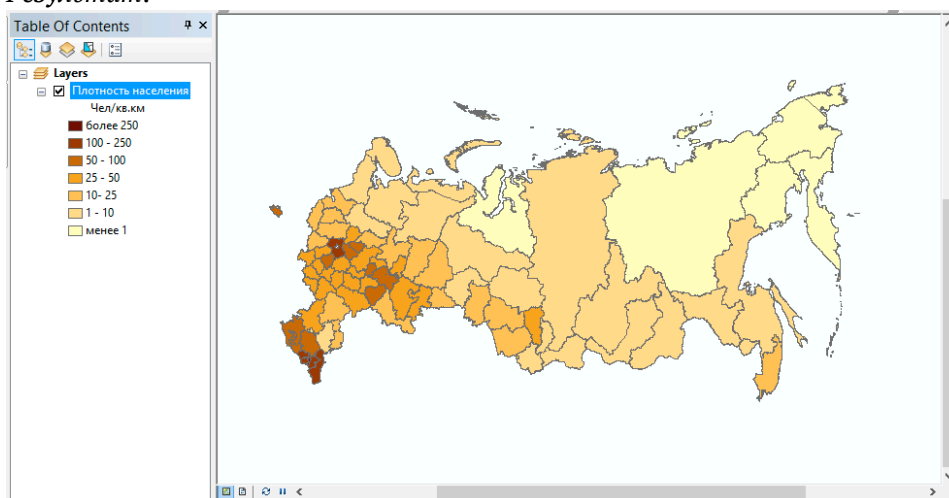 Результат:
Table Of Contents
Layers
Плотность населения
Чел/кв.км
более 250
100 - 250
50 - 100
25 - 50
10- 25
1 - 10
менее 1